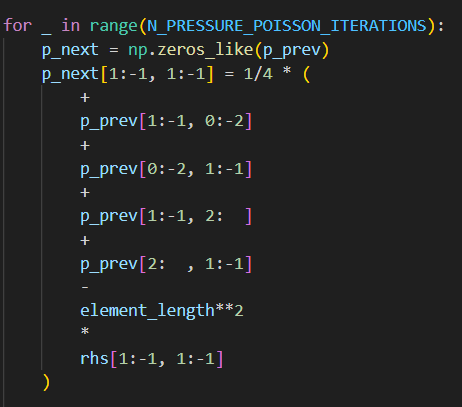 for _ in range(N_PRESSURE_POISSON_ITERATIONS):
    p_next = np.zeros_like(p_prev)
    p_next[1:-1, 1:-1] = 1/4 * (
        +
        p_prev[1:-1, 0:-2]
        +
        p_prev[0:-2, 1:-1]
        +
        p_prev[1:-1, 2:  ]
        +
        p_prev[2:  , 1:-1]
        -
        element_length**2
        *
        rhs[1:-1, 1:-1]
    )